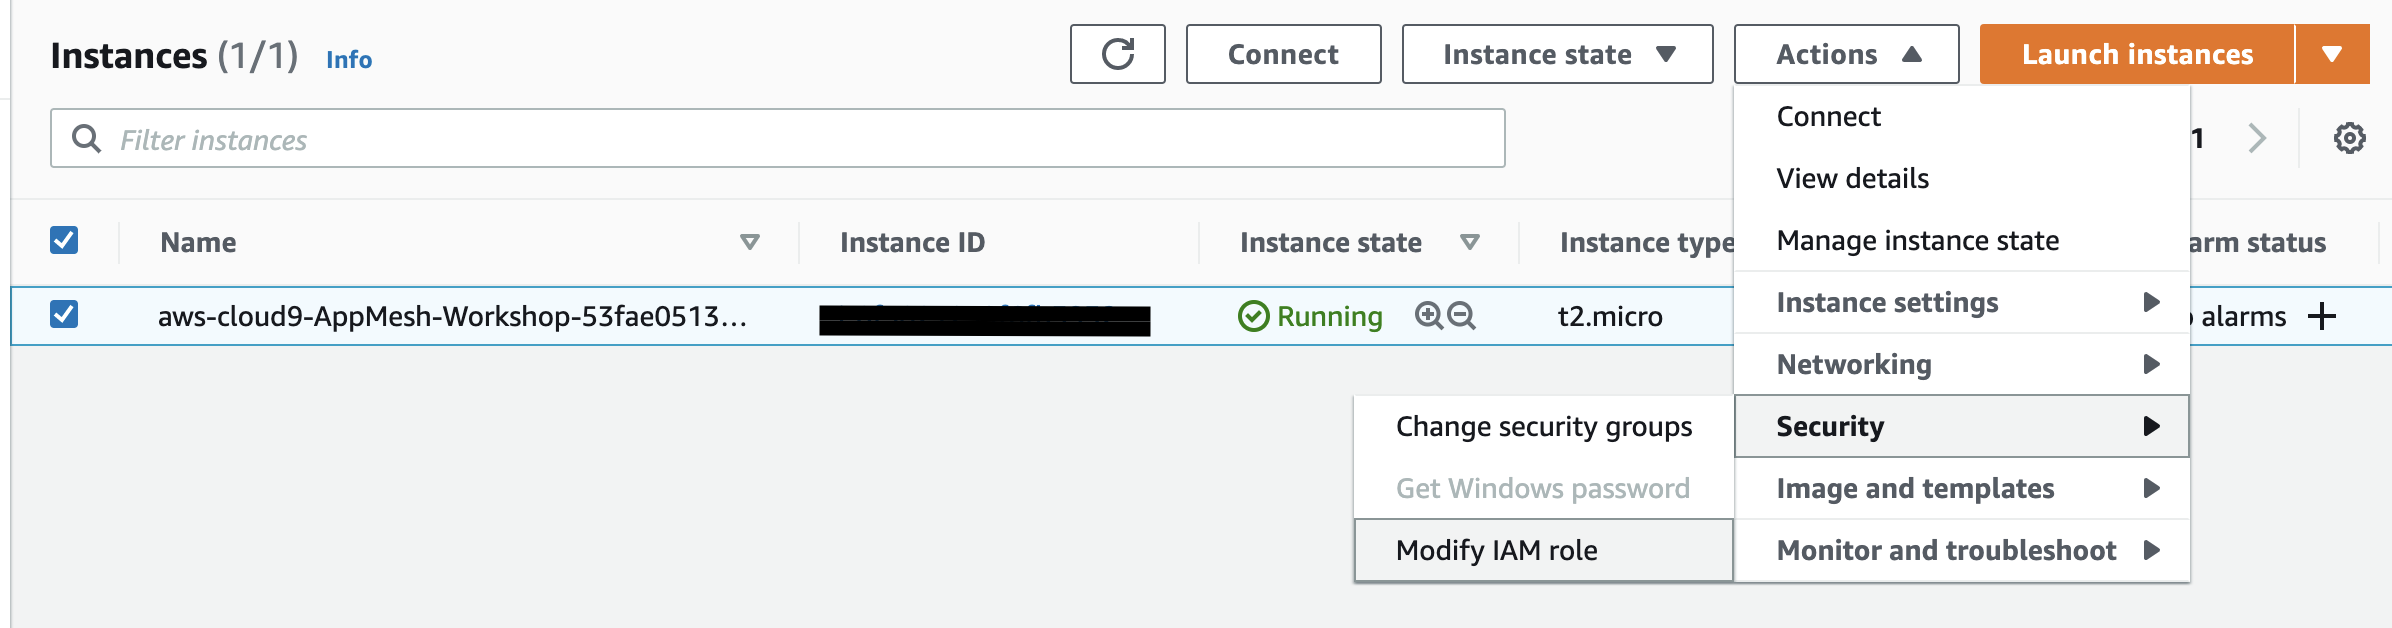 Instances (1/1) Info
Connect
Instance state
Actions
Launch instances
Filter instances
1
Name
Instance ID
Instance state
Instance type
status
aws-cloud9-AppMesh-Workshop-53fae0513...
Running
t2.micro
alarms
Connect
View details
Manage instance state
Instance settings
Networking
Security
Image and templates
Monitor and troubleshoot
Change security groups
Get Windows password
Modify IAM role